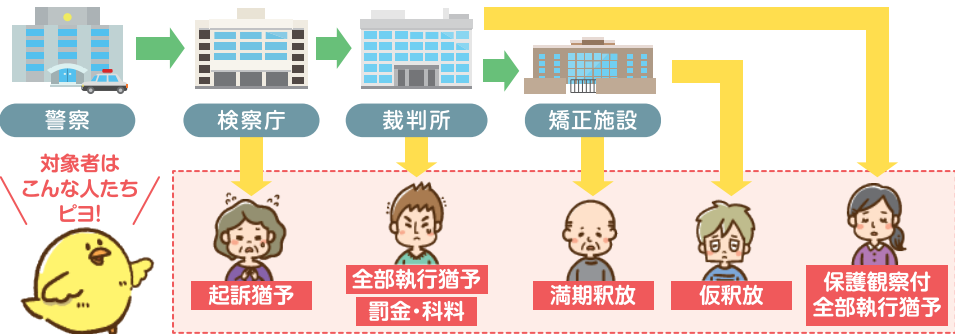 警察
検察庁
裁判所
矯正施設
対象者は
こんな人たち
ピヨ!
起訴猶予
全部執行猶予
罰金・科料
満期釈放
仮釈放
保護観察付
全部執行猶予